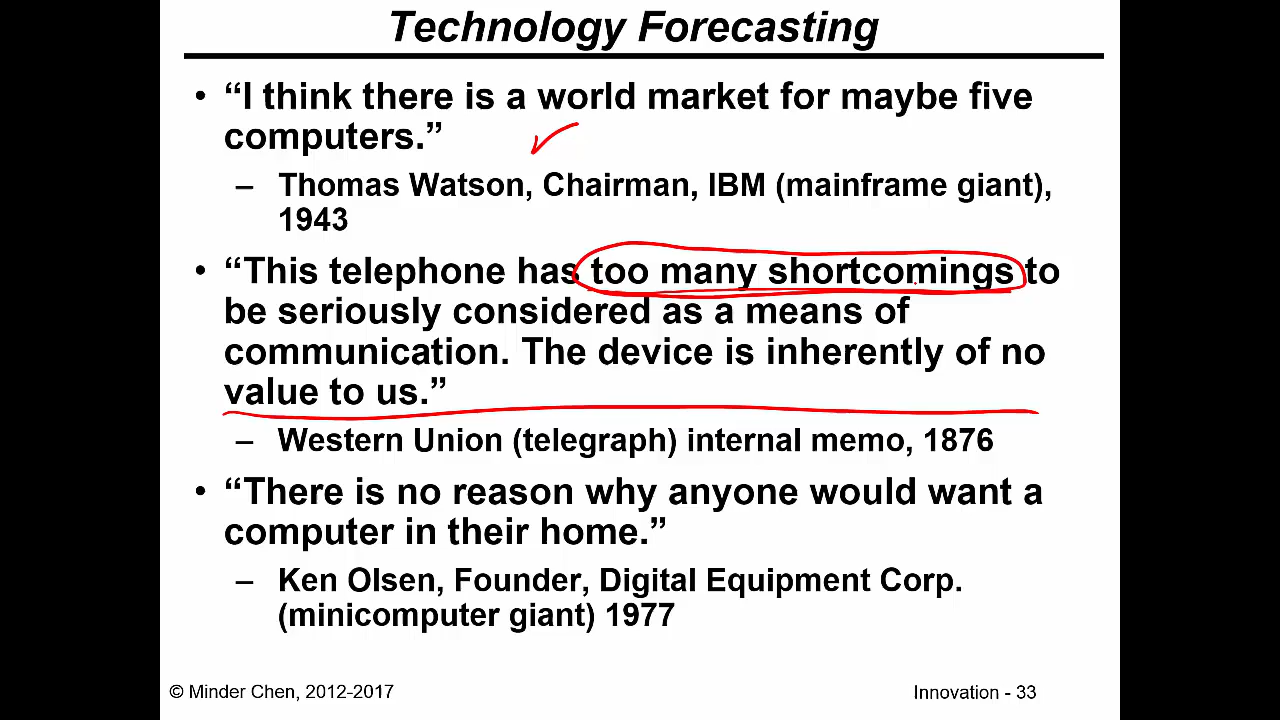 Technology Forecasting
• “I think there is a world market for maybe five
computers.”
– Thomas Watson, Chairman, IBM (mainframe giant),
1943
• “This telephone has too many shortcomings to
be seriously considered as a means of
communication. The device is inherently of no
value to us.”
– Western Union (telegraph) internal memo, 1876
• “There is no reason why anyone would want a
computer in their home.”
– Ken Olsen, Founder, Digital Equipment Corp.
(minicomputer giant) 1977
© Minder Chen, 2012-2017
Innovation - 33